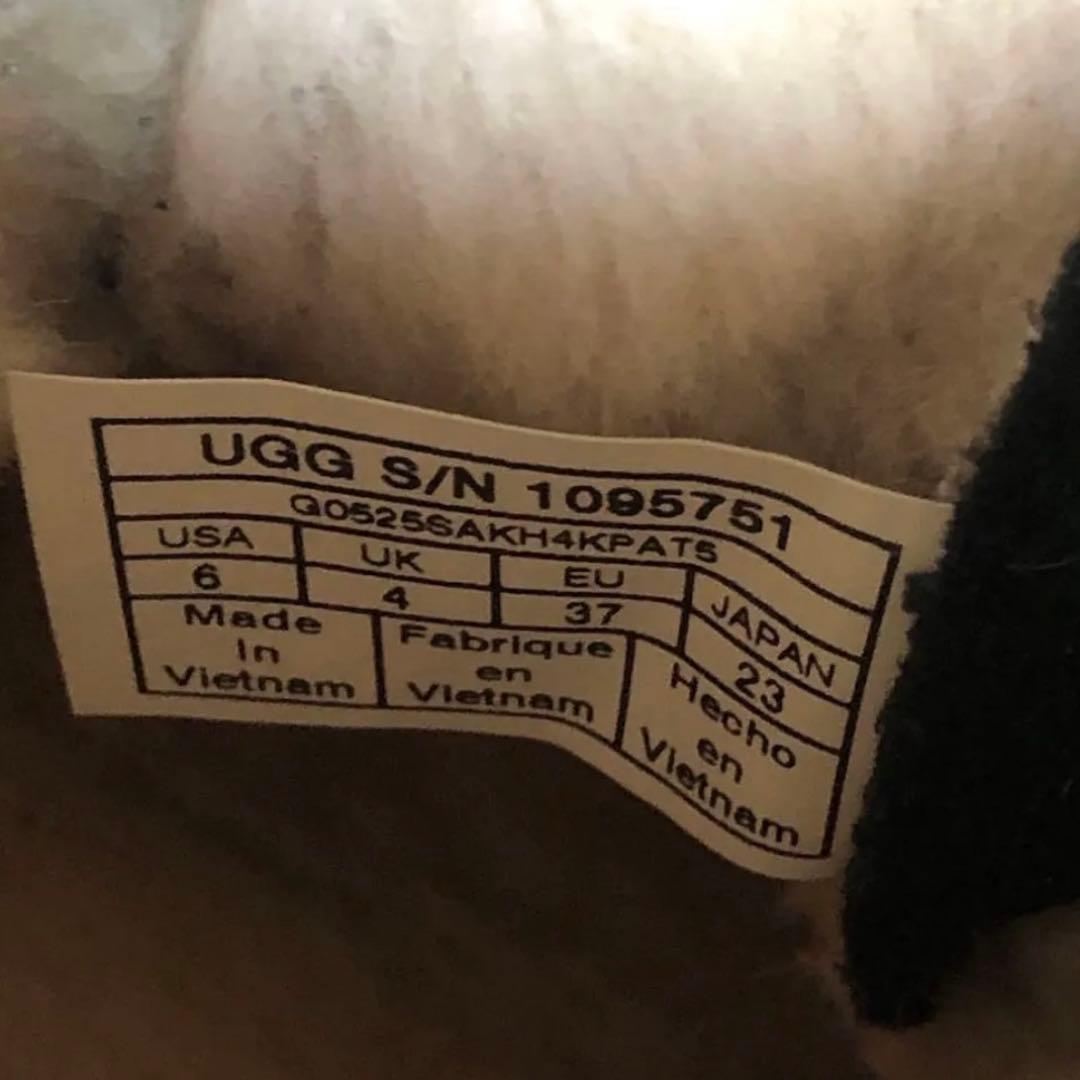 UGG S/N 1095751
G0525SAKH4KPAT5
USA UK EU JAPAN
6 4 37 23
Made Fabrique Hecho
In en en
Vietnam Vietnam Vietnam